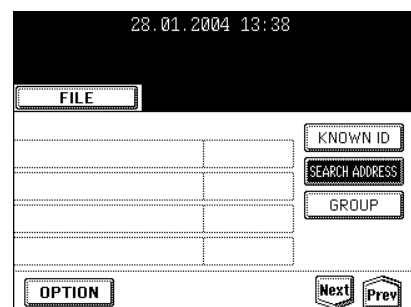 28.01.2004 13:38
FILE
KNOWN ID
SEARCH ADDRESS
GROUP
OPTION
Next
Prev